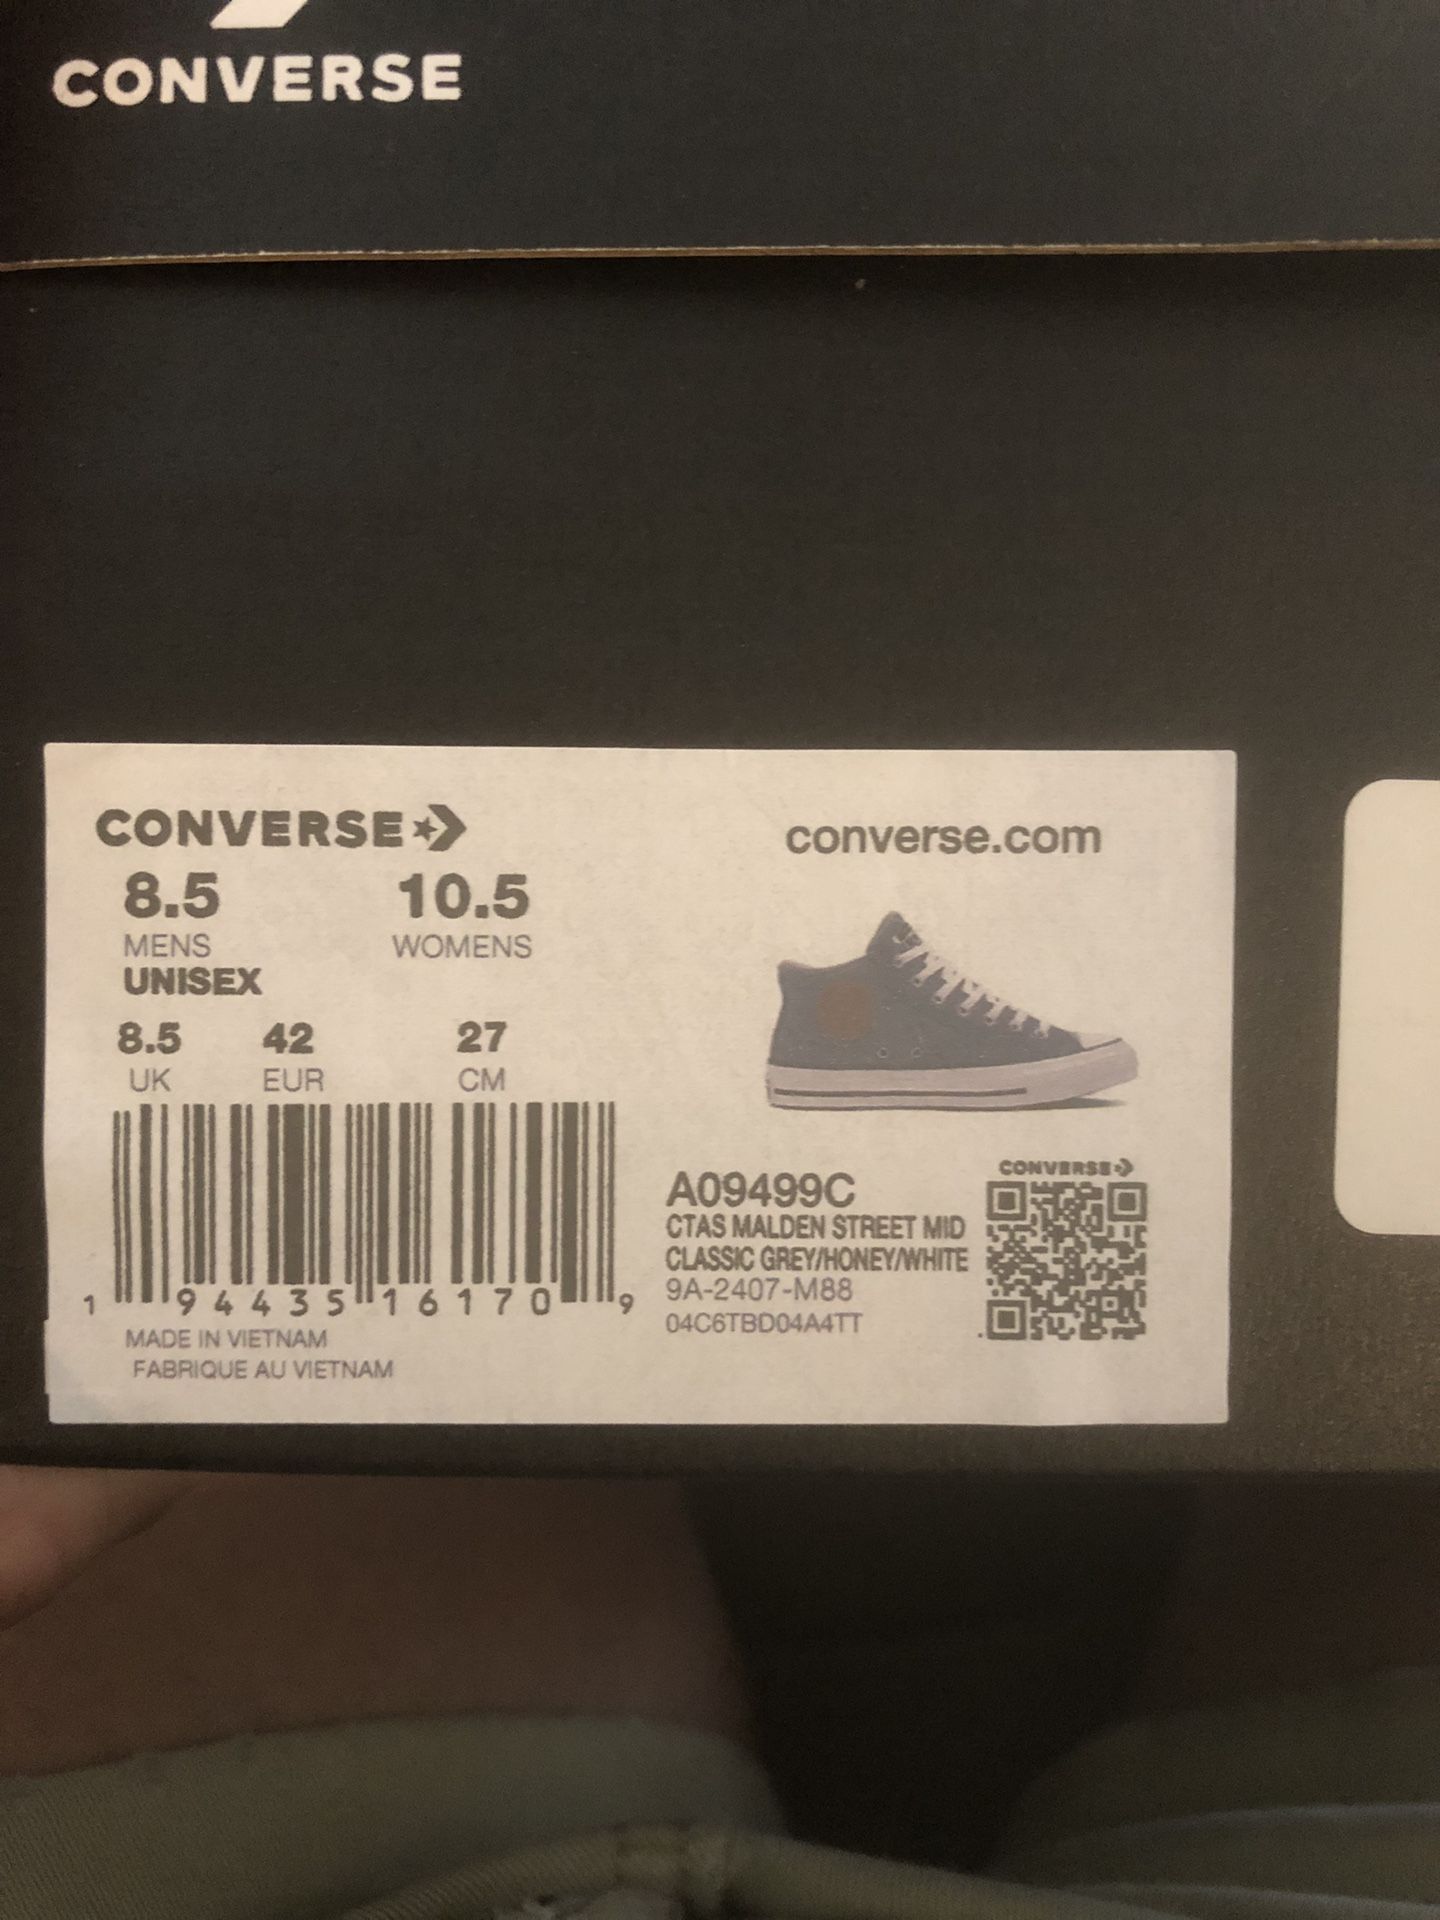 CONVERSE
CONVERSE
converse.com
8.5 10.5
MENS WOMENS
UNISEX
8.5 42 27
UK EUR CM
1 94435 16170 9
MADE IN VIETNAM
FABRIQUE AU VIETNAM
CONVERSE
A09499C
CTAS MALDEN STREET MID
CLASSIC GREY/HONEY/WHITE
9A-2407-M88
04C6TBD04A4TT